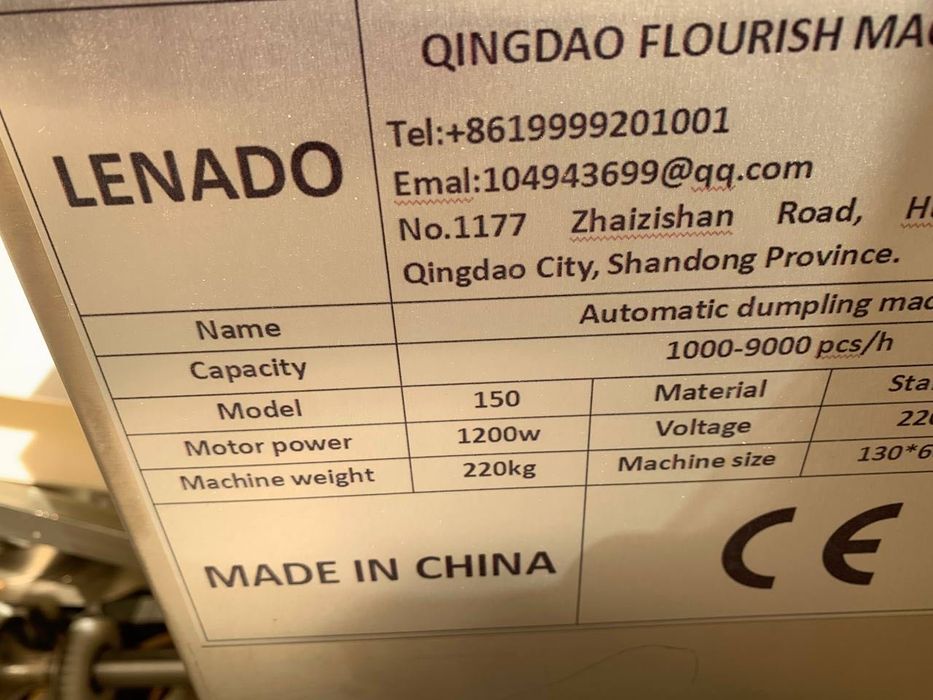 QINGDAO FLOURISH
LENADO
Tel:+8619999201001
Emal:104943699@qq.com
No.1177 Zhaizishan Road,
Qingdao City, Shandong Province.
Name Automatic dumpling
Capacity 1000-9000 pcs/h
Model 150 Material
Motor power 1200w Voltage
Machine weight 220kg Machine size
MADE IN CHINA CE